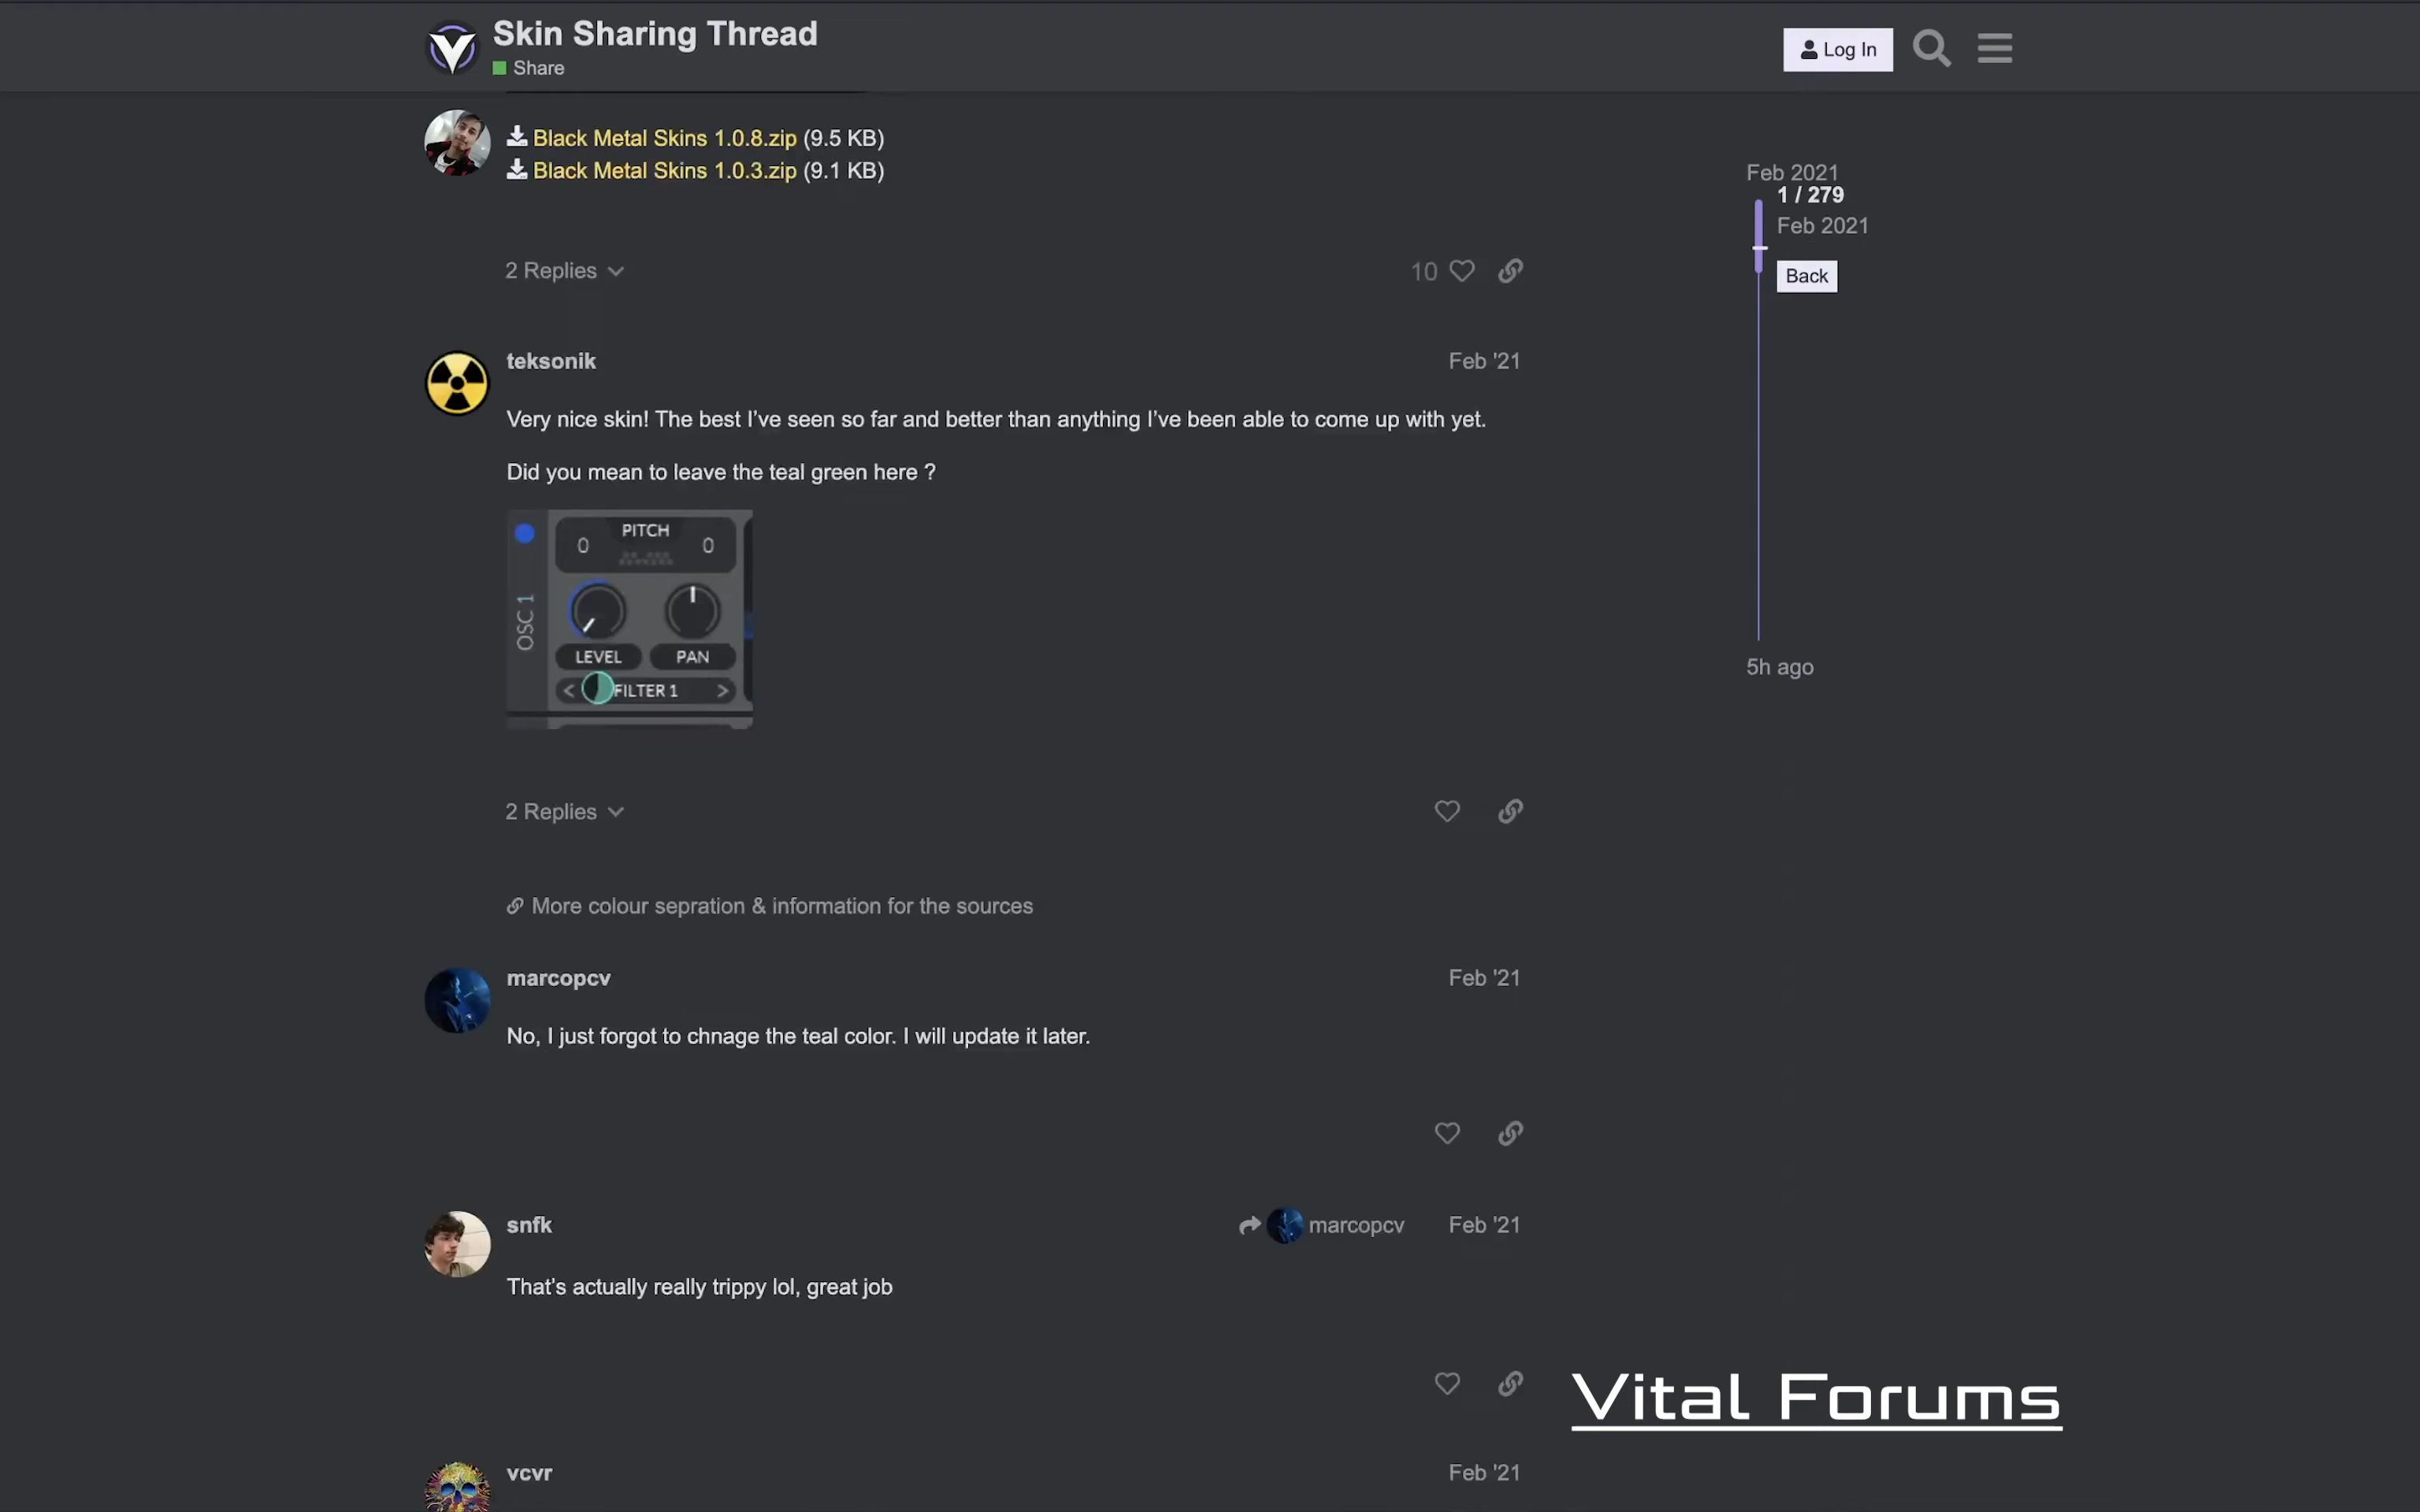 Skin Sharing Thread
Share
Log In
Black Metal Skins 1.0.8.zip (9.5 KB)
Black Metal Skins 1.0.3.zip (9.1 KB)
Feb 2021
1 / 279
Feb 2021
Back
5h ago
2 Replies
10
teksonik
Feb '21
Very nice skin! The best I’ve seen so far and better than anything I’ve been able to come up with yet.
Did you mean to leave the teal green here ?
PITCH
0 0
OSC 1
LEVEL PAN
< FILTER 1 >
2 Replies
More colour sepration & information for the sources
marcopcv
Feb '21
No, I just forgot to chnage the teal color. I will update it later.
snfk
marcopcv
Feb '21
That’s actually really trippy lol, great job
Vital Forums
vcvr
Feb '21